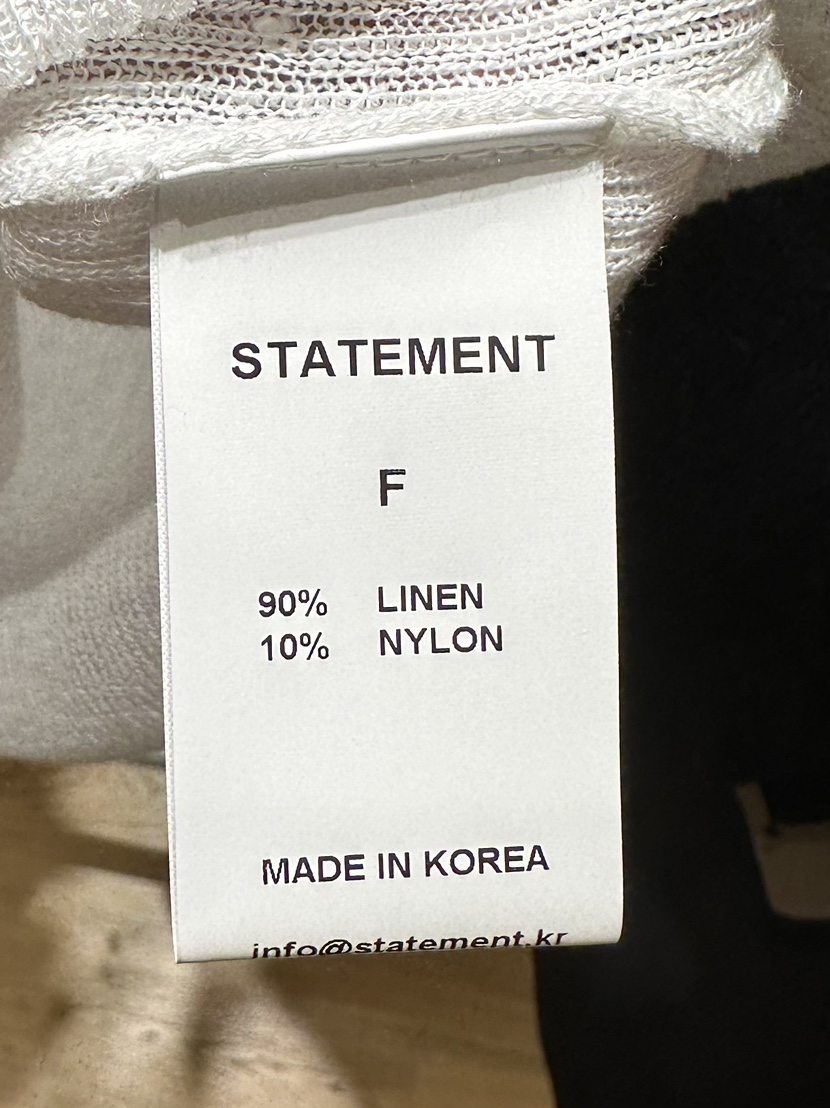 STATEMENT
F
90% LINEN
10% NYLON
MADE IN KOREA
info@statement.kr